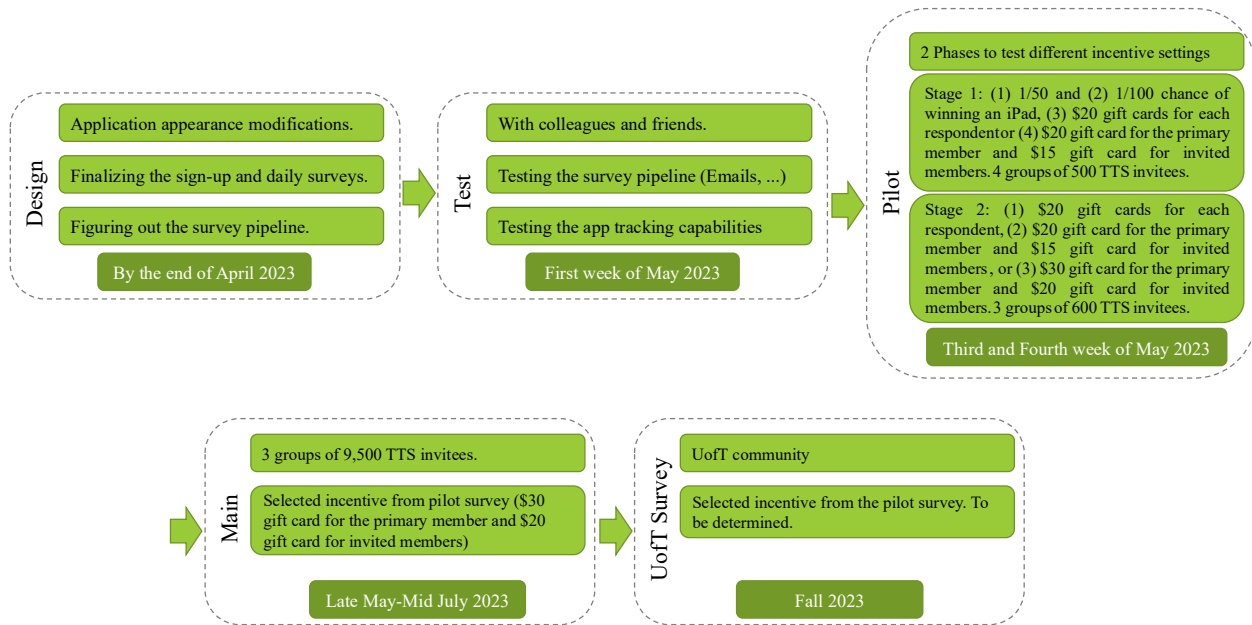 Design
Application appearance modifications.
Finalizing the sign-up and daily surveys.
Figuring out the survey pipeline.
By the end of April 2023
Test
With colleagues and friends.
Testing the survey pipeline (Emails, ...)
Testing the app tracking capabilities
First week of May 2023
Pilot
2 Phases to test different incentive settings
Stage 1: (1) 1/50 and (2) 1/100 chance of
winning an iPad, (3) $20 gift cards for each
respondent or (4) $20 gift card for the primary
member and $15 gift card for invited
members. 4 groups of 500 TTS invitees.
Stage 2: (1) $20 gift cards for each
respondent, (2) $20 gift card for the primary
member and $15 gift card for invited
members, or (3) $30 gift card for the primary
member and $20 gift card for invited
members. 3 groups of 600 TTS invitees.
Third and Fourth week of May 2023
Main
3 groups of 9,500 TTS invitees.
Selected incentive from pilot survey ($30
gift card for the primary member and $20
gift card for invited members)
Late May-Mid July 2023
UofT Survey
UofT community
Selected incentive from the pilot survey. To
be determined.
Fall 2023